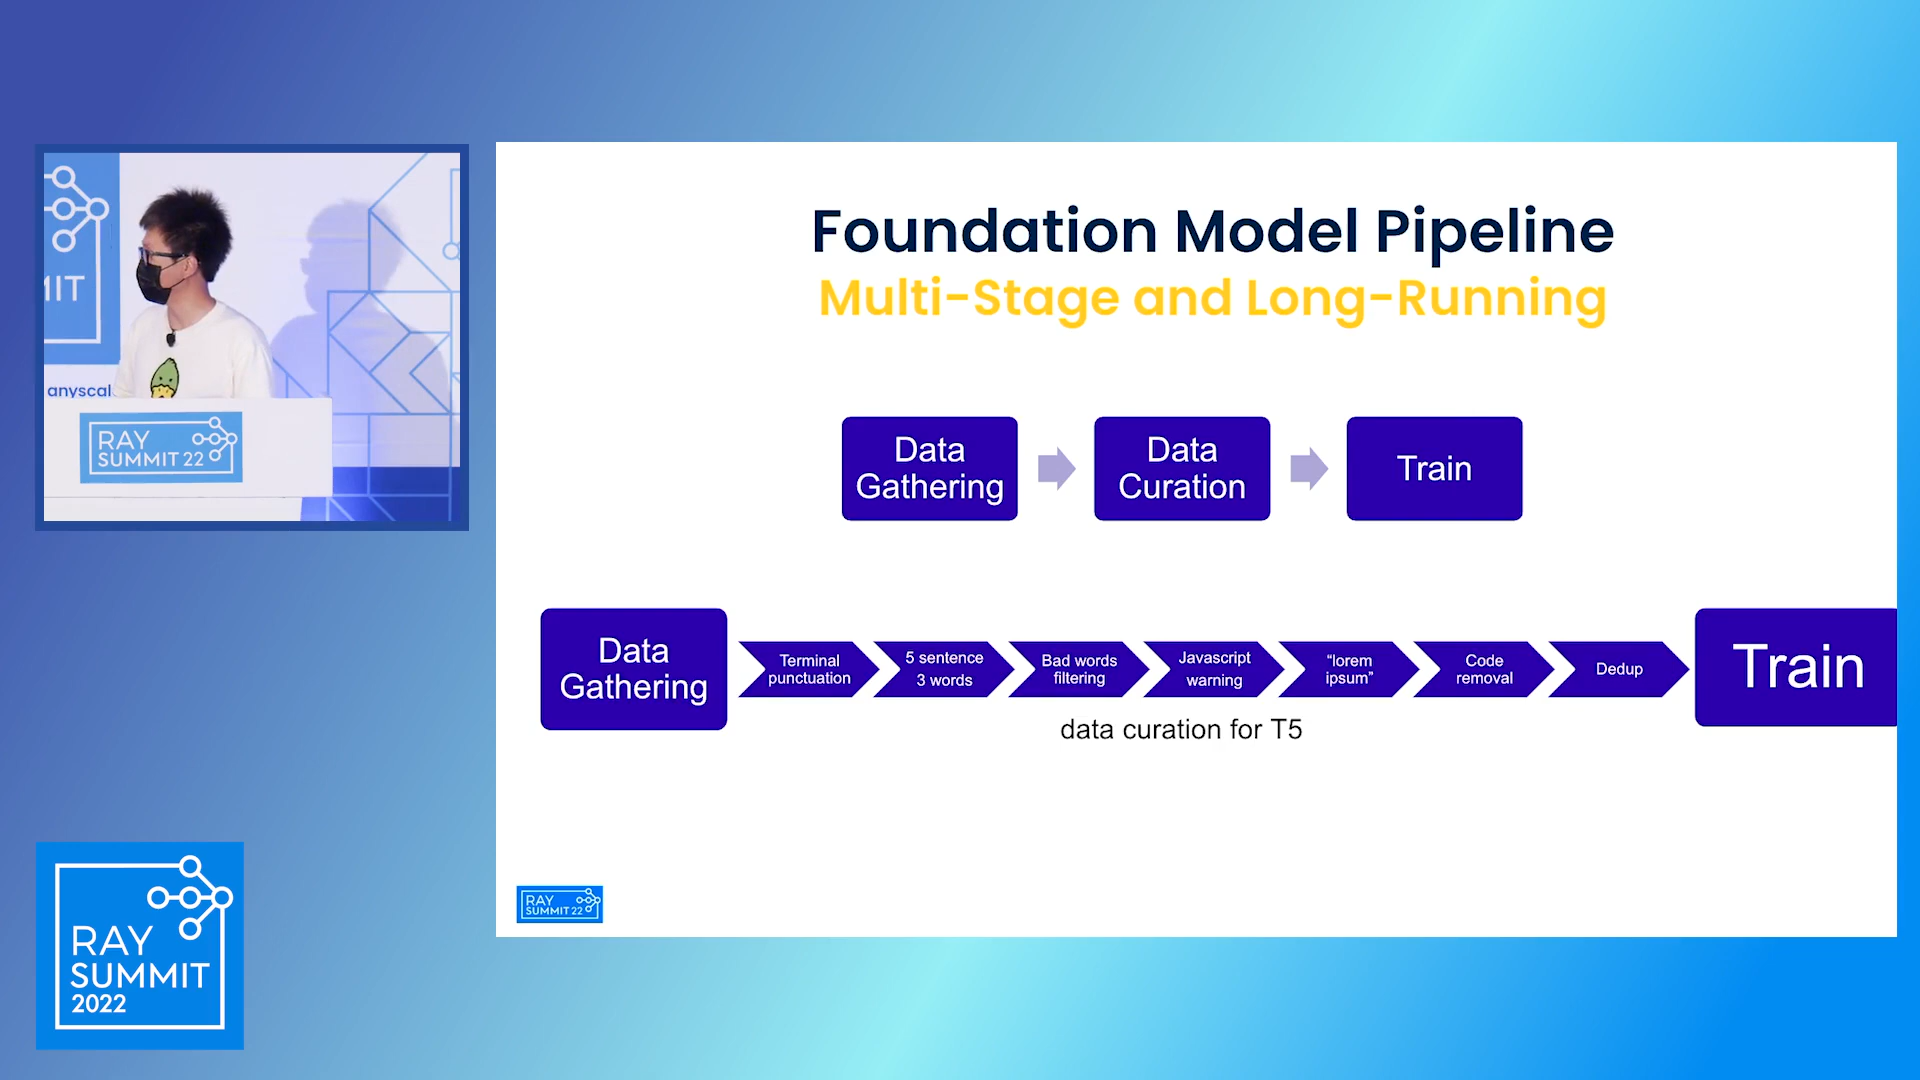 Foundation Model Pipeline
Multi-Stage and Long-Running
Data
Gathering
Data
Curation
Train
Data
Gathering
Terminal
punctuation
5 sentence
3 words
Bad words
filtering
Javascript
warning
“lorem
ipsum”
Code
removal
Dedup
Train
data curation for T5
RAY
SUMMIT 22
MIT
anyscal
RAY
SUMMIT 22
RAY
SUMMIT
2022